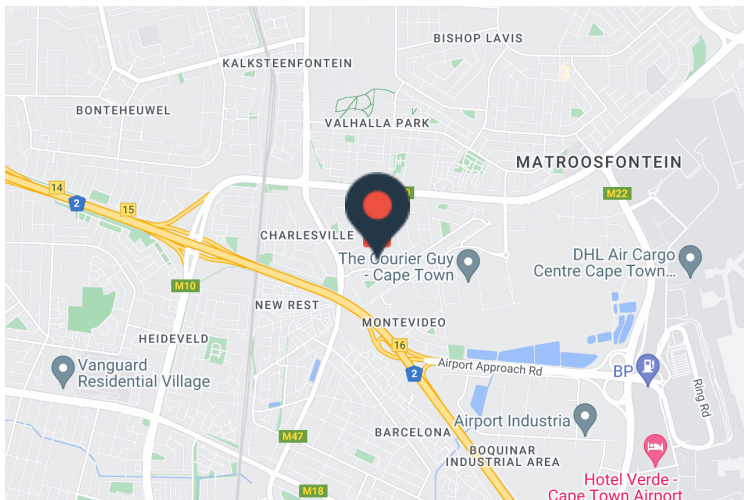 BISHOP LAVIS
KALKSTEENFONTEIN
BONTEHEUWEL
VALHALLA PARK
MATROOSFONTEIN
14
2
15
M22
CHARLESVILLE
The Courier Guy
- Cape Town
DHL Air Cargo
Centre Cape Town...
M10
NEW REST
MONTEVIDEO
HEIDEVELD
16
Vanguard
Residential Village
2
Airport Approach Rd
BP
Ring Rd
Airport Industria
M47
BARCELONA
BOQUINAR
INDUSTRIAL AREA
M18
Hotel Verde -
Cape Town Airport